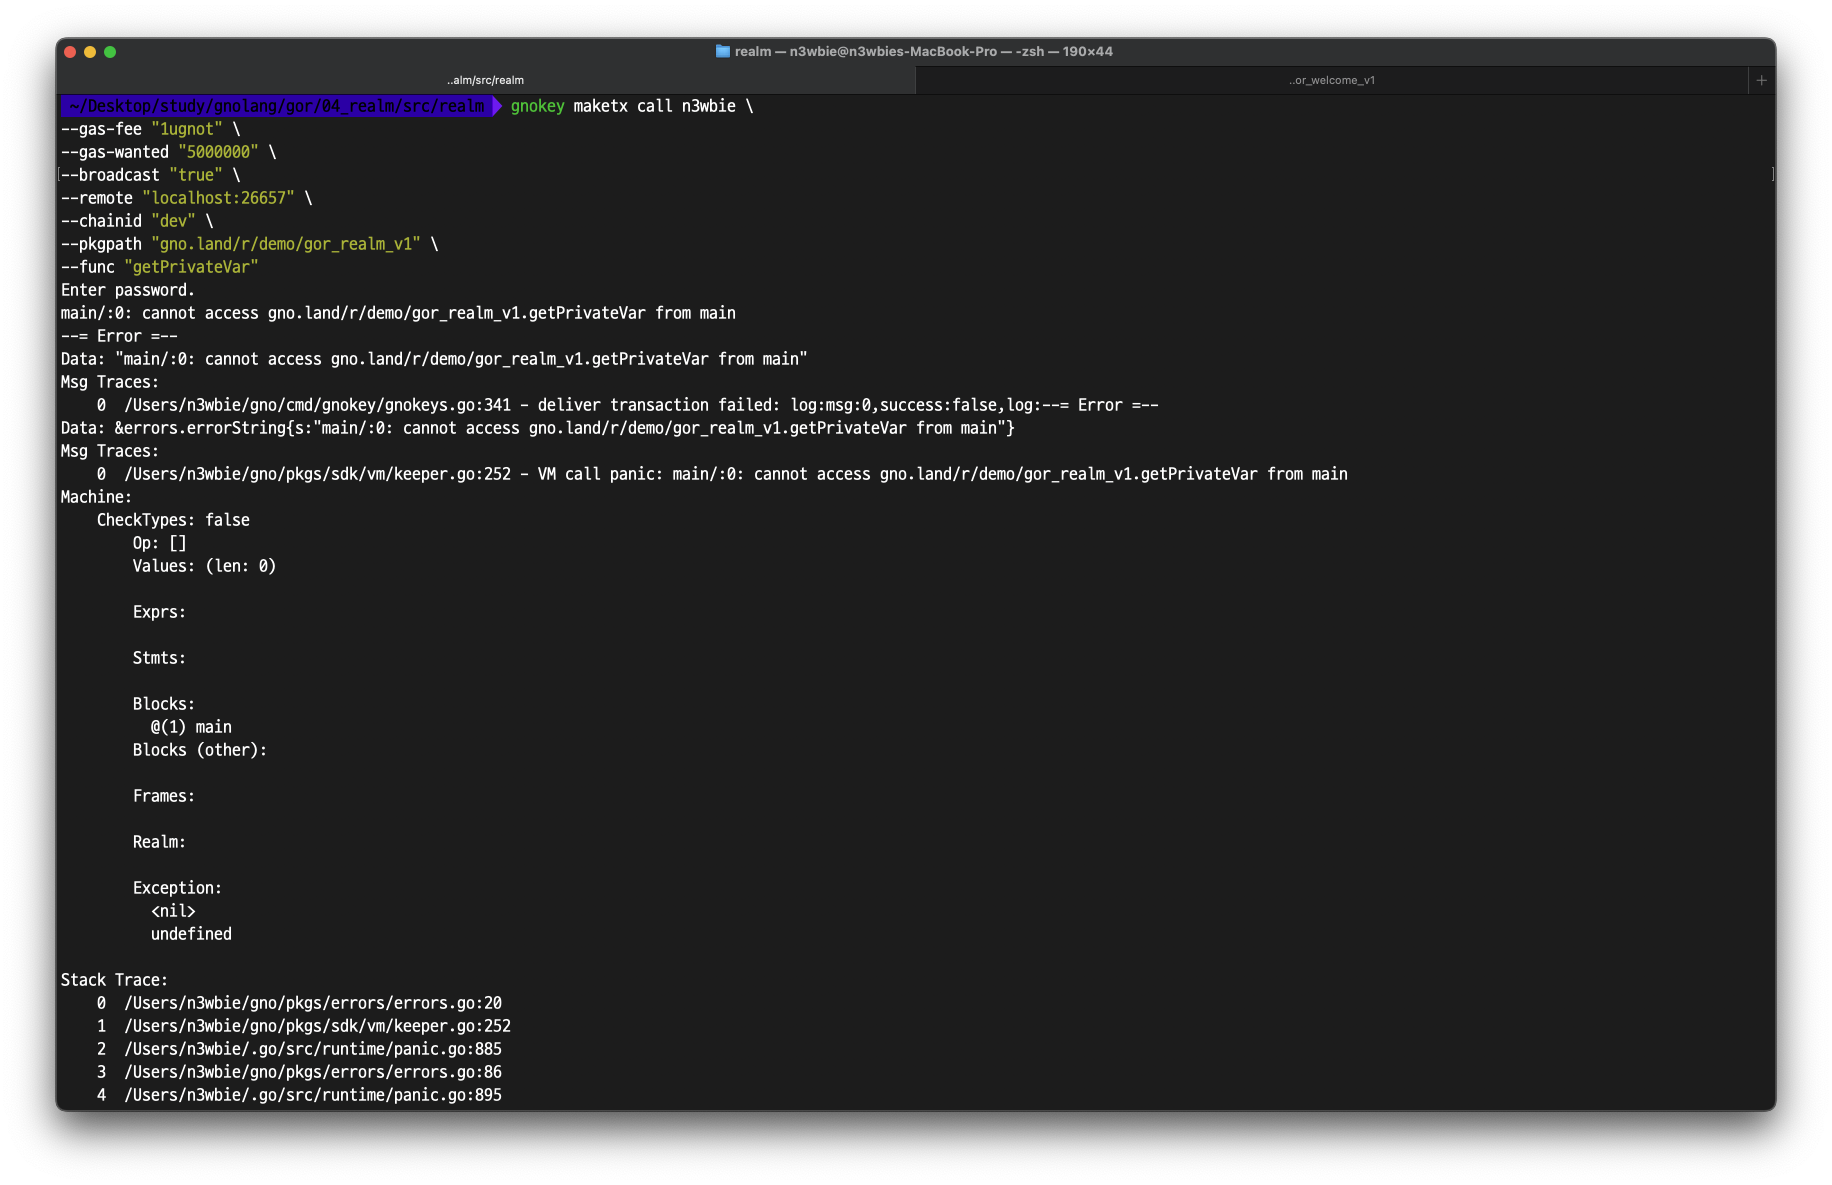 realm — n3wbie@n3wbies-MacBook-Pro — -zsh — 190×44
..alm/src/realm
..or_welcome_v1
+
~/Desktop/study/gnolang/gor/04_realm/src/realm gnokey maketx call n3wbie \
--gas-fee "1ugnot" \
--gas-wanted "5000000" \
[--broadcast "true" \ ]
--remote "localhost:26657" \
--chainid "dev" \
--pkgpath "gno.land/r/demo/gor_realm_v1" \
--func "getPrivateVar"
Enter password.
main/:0: cannot access gno.land/r/demo/gor_realm_v1.getPrivateVar from main
--= Error =--
Data: "main/:0: cannot access gno.land/r/demo/gor_realm_v1.getPrivateVar from main"
Msg Traces:
    0  /Users/n3wbie/gno/cmd/gnokey/gnokeys.go:341 - deliver transaction failed: log:msg:0,success:false,log:--= Error =--
Data: &errors.errorString{s:"main/:0: cannot access gno.land/r/demo/gor_realm_v1.getPrivateVar from main"}
Msg Traces:
    0  /Users/n3wbie/gno/pkgs/sdk/vm/keeper.go:252 - VM call panic: main/:0: cannot access gno.land/r/demo/gor_realm_v1.getPrivateVar from main
Machine:
    CheckTypes: false
        Op: []
        Values: (len: 0)
        Exprs:
        Stmts:
        Blocks:
          @(1) main
        Blocks (other):
        Frames:
        Realm:
        Exception:
          <nil>
          undefined
Stack Trace:
    0  /Users/n3wbie/gno/pkgs/errors/errors.go:20
    1  /Users/n3wbie/gno/pkgs/sdk/vm/keeper.go:252
    2  /Users/n3wbie/.go/src/runtime/panic.go:885
    3  /Users/n3wbie/gno/pkgs/errors/errors.go:86
    4  /Users/n3wbie/.go/src/runtime/panic.go:895